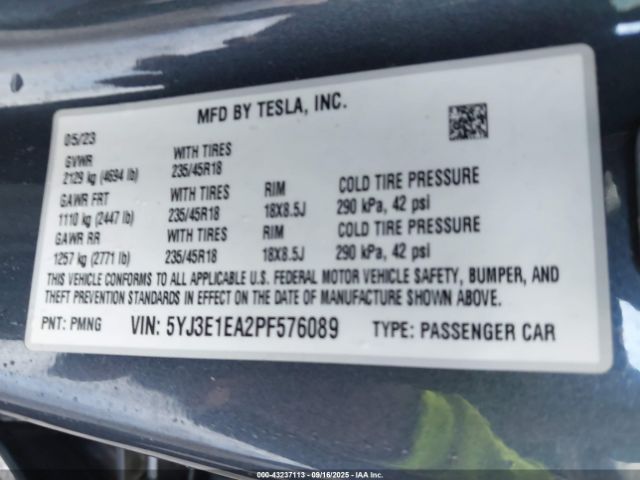 MFD BY TESLA, INC.
05/23
GVWR WITH TIRES
2129 kg (4694 lb) 235/45R18
GAWR FRT WITH TIRES RIM COLD TIRE PRESSURE
1110 kg (2447 lb) 235/45R18 18X8.5J 290 kPa, 42 psi
GAWR RR WITH TIRES RIM COLD TIRE PRESSURE
1257 kg (2771 lb) 235/45R18 18X8.5J 290 kPa, 42 psi
THIS VEHICLE CONFORMS TO ALL APPLICABLE U.S. FEDERAL MOTOR VEHICLE SAFETY, BUMPER, AND
THEFT PREVENTION STANDARDS IN EFFECT ON THE DATE OF MANUFACTURE SHOWN ABOVE.
PNT: PMNG VIN: 5YJ3E1EA2PF576089 TYPE: PASSENGER CAR
000-43237113 - 09/16/2025 - IAA Inc.